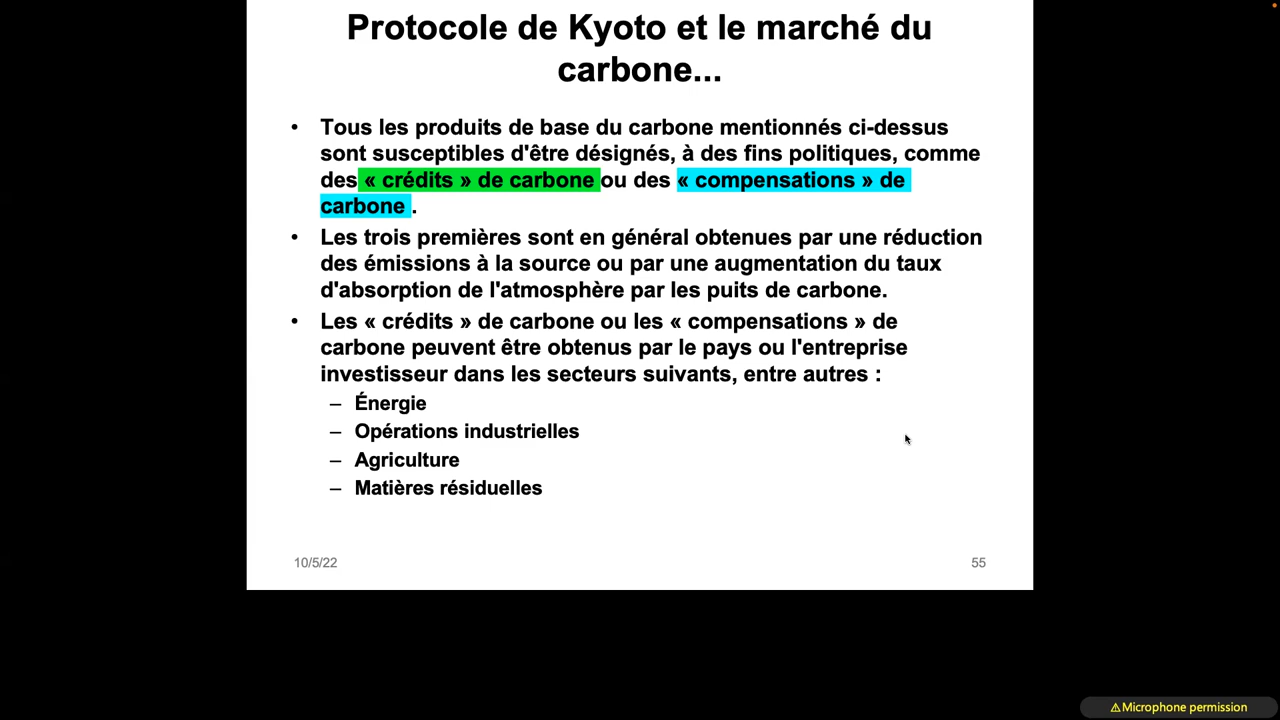 Protocole de Kyoto et le marché du
carbone...
• Tous les produits de base du carbone mentionnés ci-dessus
sont susceptibles d'être désignés, à des fins politiques, comme
des « crédits » de carbone ou des « compensations » de
carbone .
• Les trois premières sont en général obtenues par une réduction
des émissions à la source ou par une augmentation du taux
d'absorption de l'atmosphère par les puits de carbone.
• Les « crédits » de carbone ou les « compensations » de
carbone peuvent être obtenus par le pays ou l'entreprise
investisseur dans les secteurs suivants, entre autres :
– Énergie
– Opérations industrielles
– Agriculture
– Matières résiduelles
10/5/22
55
⚠Microphone permission